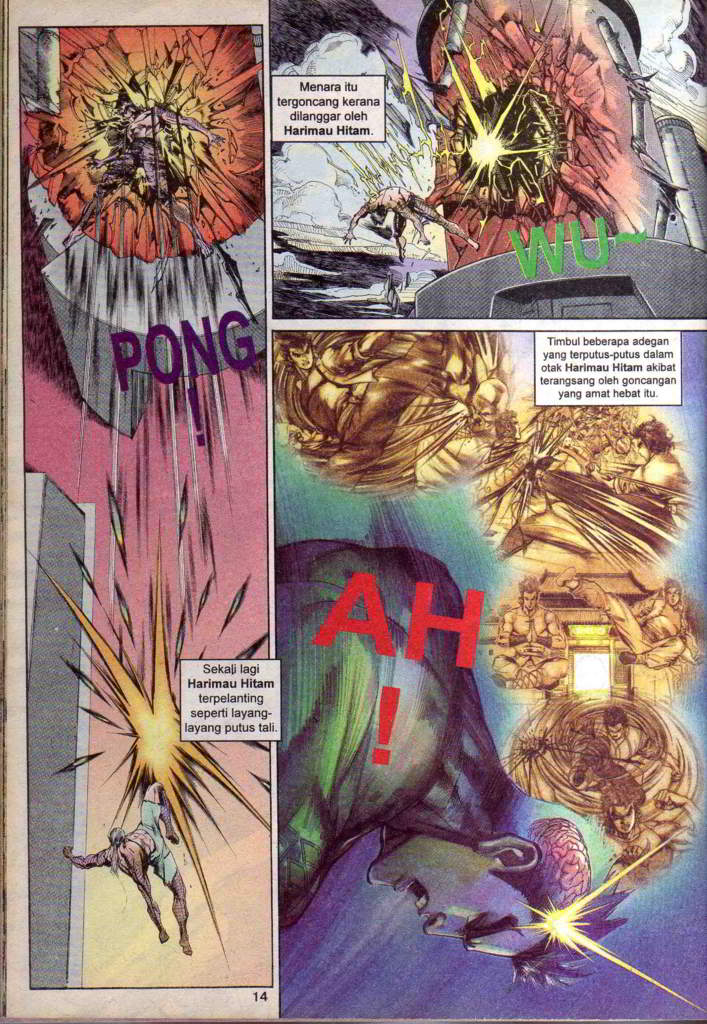 Menara itu
tergoncang kerana
dilanggar oleh
Harimau Hitam.
WU~
PONG
!
Timbul beberapa adegan
yang terputus-putus dalam
otak Harimau Hitam akibat
terangsang oleh goncangan
yang amat hebat itu.
AH
!
Sekali lagi
Harimau Hitam
terpelanting
seperti layang-
layang putus tali.
14